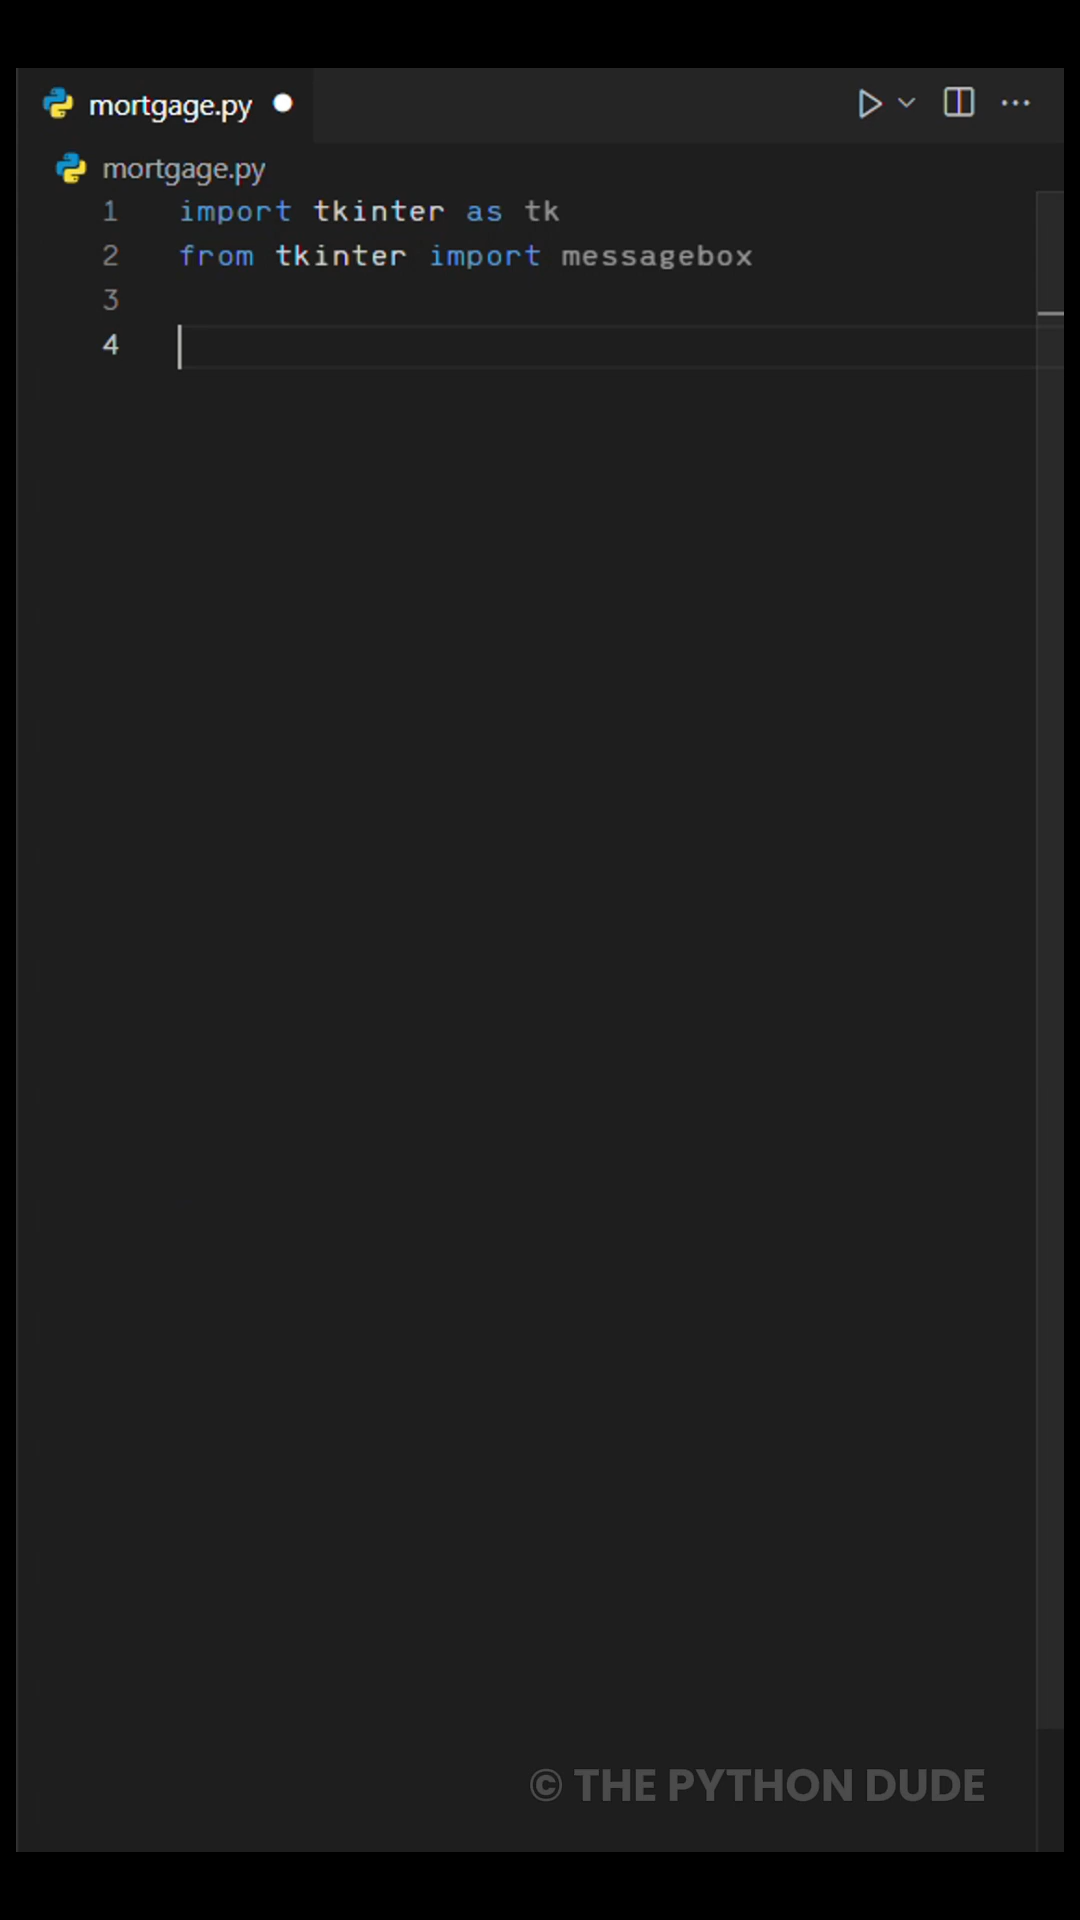 mortgage.py
mortgage.py
1 import tkinter as tk
2 from tkinter import messagebox
3
4
© THE PYTHON DUDE